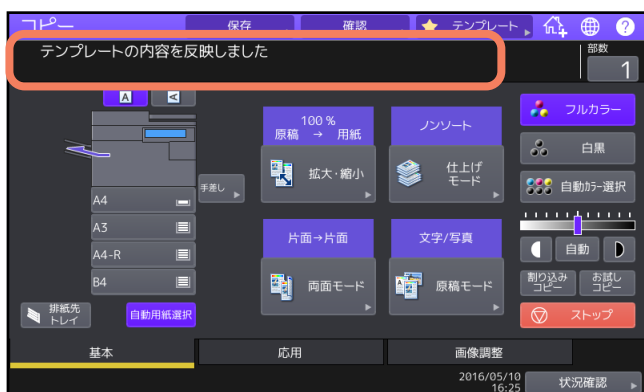 コピー
保存
確認
テンプレート
?
テンプレートの内容を反映しました
部数
1
A
A
100 %
原稿 → 用紙
ノンソート
フルカラー
拡大・縮小
仕上げ
モード
白黒
手差し
自動カラー選択
A4
A3
A4-R
B4
片面→片面
文字/写真
自動
両面モード
原稿モード
割り込み
コピー
お試し
コピー
排紙先
トレイ
自動用紙選択
ストップ
基本
応用
画像調整
2016/05/10
16:25
状況確認